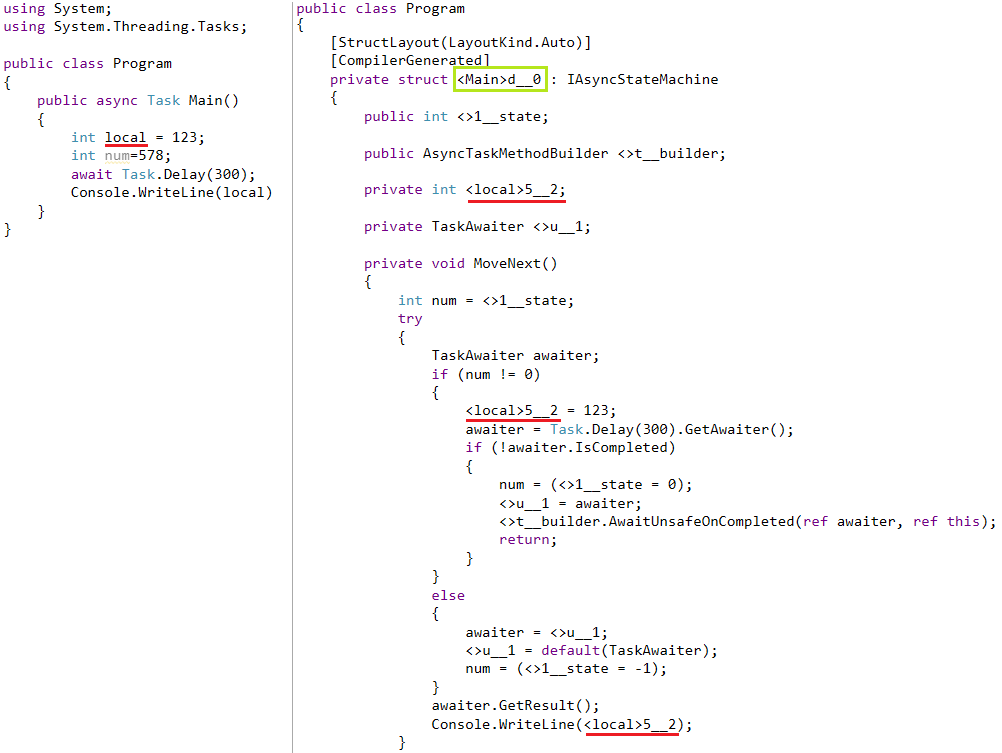 using System;
using System.Threading.Tasks;
public class Program
{
public async Task Main()
{
int local = 123;
int num=578;
await Task.Delay(300);
Console.WriteLine(local)
}
}
public class Program
{
[StructLayout(LayoutKind.Auto)]
[CompilerGenerated]
private struct <Main>d__0 : IAsyncStateMachine
{
public int <>1__state;
public AsyncTaskMethodBuilder <>t__builder;
private int <local>5__2;
private TaskAwaiter <>u__1;
private void MoveNext()
{
int num = <>1__state;
try
{
TaskAwaiter awaiter;
if (num != 0)
{
<local>5__2 = 123;
awaiter = Task.Delay(300).GetAwaiter();
if (!awaiter.IsCompleted)
{
num = (<>1__state = 0);
<>u__1 = awaiter;
<>t__builder.AwaitUnsafeOnCompleted(ref awaiter, ref this);
return;
}
}
else
{
awaiter = <>u__1;
<>u__1 = default(TaskAwaiter);
num = (<>1__state = -1);
}
awaiter.GetResult();
Console.WriteLine(<local>5__2);
}